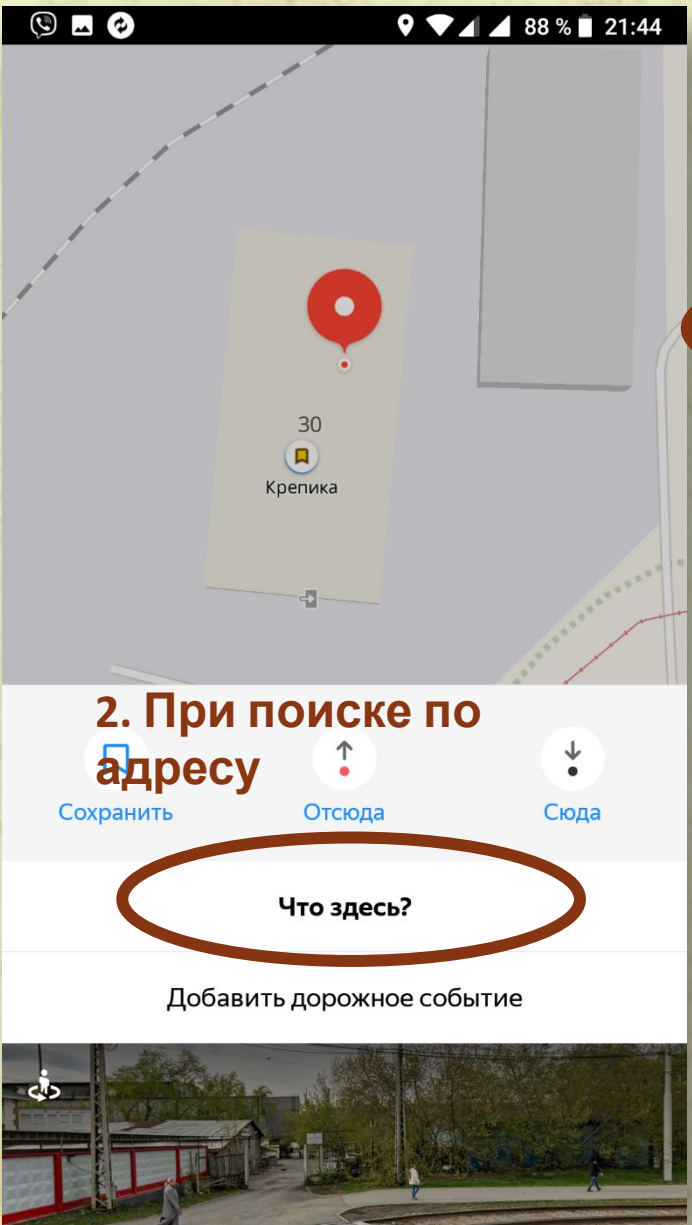 88 % 21:44
30
Крепика
2. При поиске по
адресу
Сохранить Отсюда Сюда
Что здесь?
Добавить дорожное событие